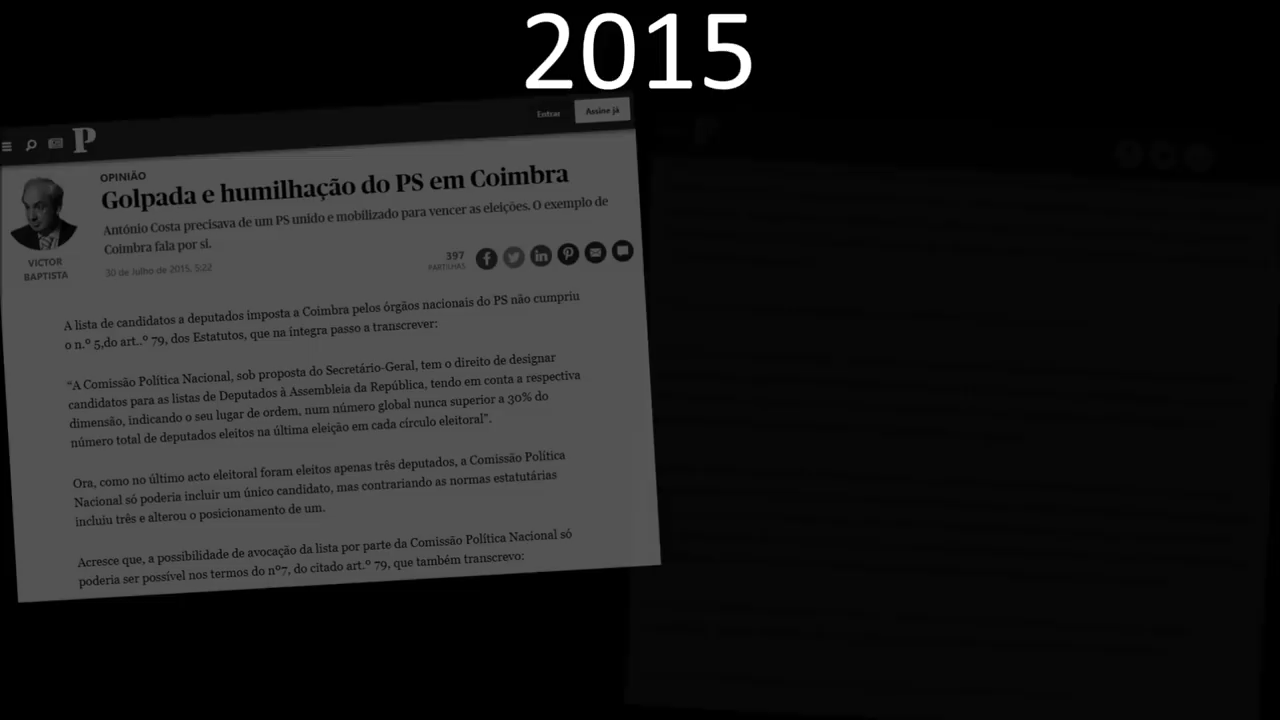 2015
Entrar
Assine já
P
OPINIÃO
Golpada e humilhação do PS em Coimbra
António Costa precisava de um PS unido e mobilizado para vencer as eleições. O exemplo de
Coimbra fala por si.
VICTOR
BAPTISTA
30 de Julho de 2015, 5:22
397
PARTILHAS
A lista de candidatos a deputados imposta a Coimbra pelos órgãos nacionais do PS não cumpriu
o n.º 5,do art..º 79, dos Estatutos, que na íntegra passo a transcrever:
“A Comissão Política Nacional, sob proposta do Secretário-Geral, tem o direito de designar
candidatos para as listas de Deputados à Assembleia da República, tendo em conta a respectiva
dimensão, indicando o seu lugar de ordem, num número global nunca superior a 30% do
número total de deputados eleitos na última eleição em cada círculo eleitoral”.
Ora, como no último acto eleitoral foram eleitos apenas três deputados, a Comissão Política
Nacional só poderia incluir um único candidato, mas contrariando as normas estatutárias
incluiu três e alterou o posicionamento de um.
Acresce que, a possibilidade de avocação da lista por parte da Comissão Política Nacional só
poderia ser possível nos termos do nº7, do citado art.º 79, que também transcrevo: